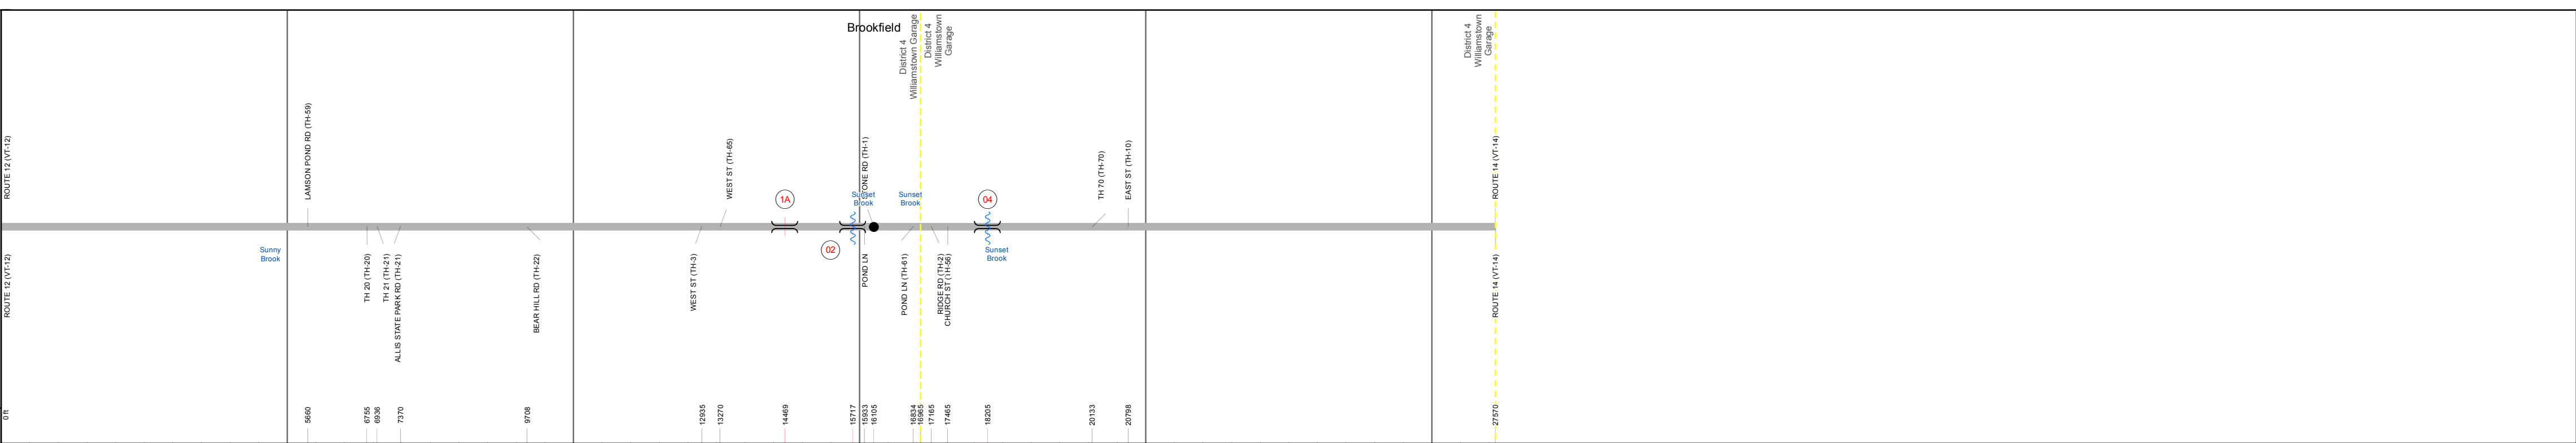 Brookfield
District 4
Williamstown Garage
District 4
Williamstown
Garage
District 4
Williamstown
Garage
ROUTE 12 (VT-12)
LAMSON POND RD (TH-59)
WEST ST (TH-65)
STONE RD (TH-1)
TH 70 (TH-70)
EAST ST (TH-10)
ROUTE 14 (VT-14)
1A
Sunset
Brook
Sunset
Brook
04
Sunny
Brook
02
Sunset
Brook
ROUTE 12 (VT-12)
TH 20 (TH-20)
TH 21 (TH-21)
ALLIS STATE PARK RD (TH-21)
BEAR HILL RD (TH-22)
WEST ST (TH-3)
POND LN
POND LN (TH-61)
RIDGE RD (TH-2)
CHURCH ST (TH-56)
ROUTE 14 (VT-14)
0 ft
5660
6755
6936
7370
9708
12935
13270
14469
15717
15933
16105
16834
16965
17165
17465
18205
20133
20798
27570